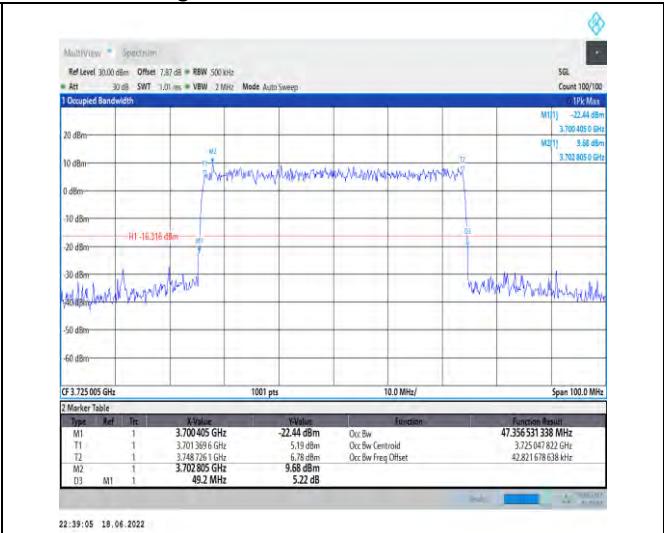 MultiView Spectrum
Ref Level 30.00 dBm Offset 7.87 dB RBW 500 kHz SGL
Att 30 dB SWT 1.01 ms VBW 2 MHz Mode Auto Sweep Count 100/100
1 Occupied Bandwidth 1Pk Max
M1[1] -22.44 dBm
3.700 405 0 GHz
M2[1] 9.68 dBm
3.702 805 0 GHz
20 dBm
10 dBm
0 dBm
-10 dBm
-20 dBm
-30 dBm
-40 dBm
-50 dBm
-60 dBm
M2
T1
T2
H1 -16.316 dBm
M1
D3
CF 3.725 005 GHz 1001 pts 10.0 MHz/ Span 100.0 MHz
2 Marker Table
Type Ref Trc X-Value Y-Value Function Function Result
M1 1 3.700 405 GHz -22.44 dBm Occ Bw 47.356 531 338 MHz
T1 1 3.701 369 6 GHz 5.19 dBm Occ Bw Centroid 3.725 047 822 GHz
T2 1 3.748 726 1 GHz 6.78 dBm Occ Bw Freq Offset 42.821 678 638 kHz
M2 1 3.702 805 GHz 9.68 dBm
D3 M1 1 49.2 MHz 5.22 dB
22:39:05 18.06.2022